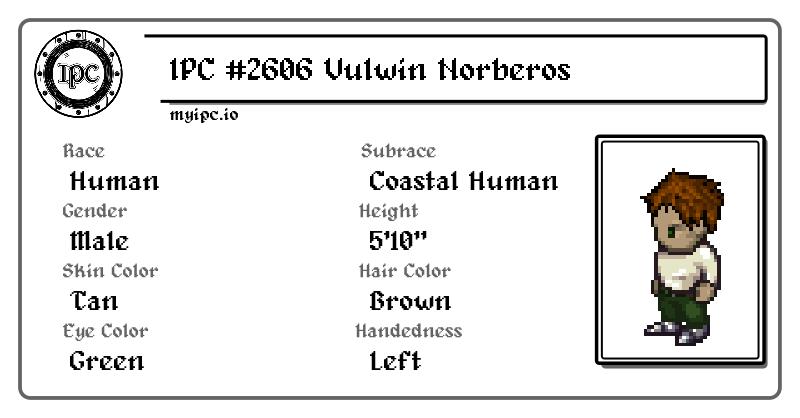 IPC
IPC #2606 Vulwin Norberos
myipc.io
Race
Human
Subrace
Coastal Human
Gender
Male
Height
5'10"
Skin Color
Tan
Hair Color
Brown
Eye Color
Green
Handedness
Left